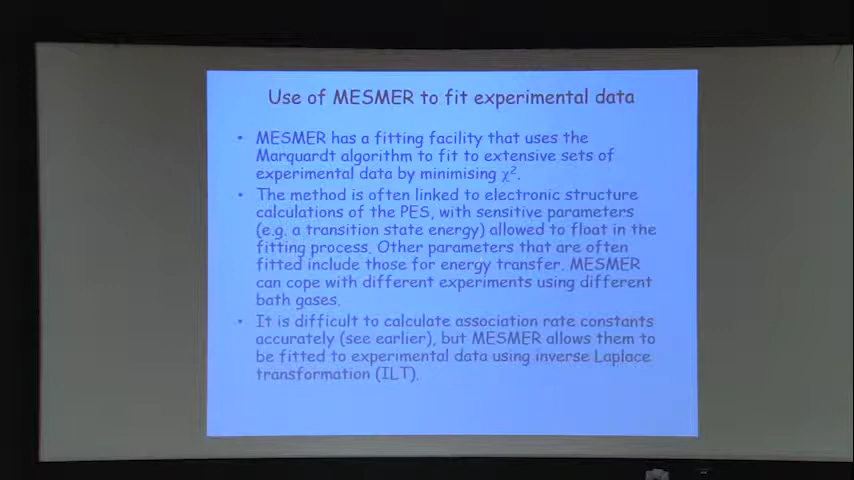 Use of MESMER to fit experimental data
• MESMER has a fitting facility that uses the
Marquardt algorithm to fit to extensive sets of
experimental data by minimising χ².
• The method is often linked to electronic structure
calculations of the PES, with sensitive parameters
(e.g. a transition state energy) allowed to float in the
fitting process. Other parameters that are often
fitted include those for energy transfer. MESMER
can cope with different experiments using different
bath gases.
• It is difficult to calculate association rate constants
accurately (see earlier), but MESMER allows them to
be fitted to experimental data using inverse Laplace
transformation (ILT).